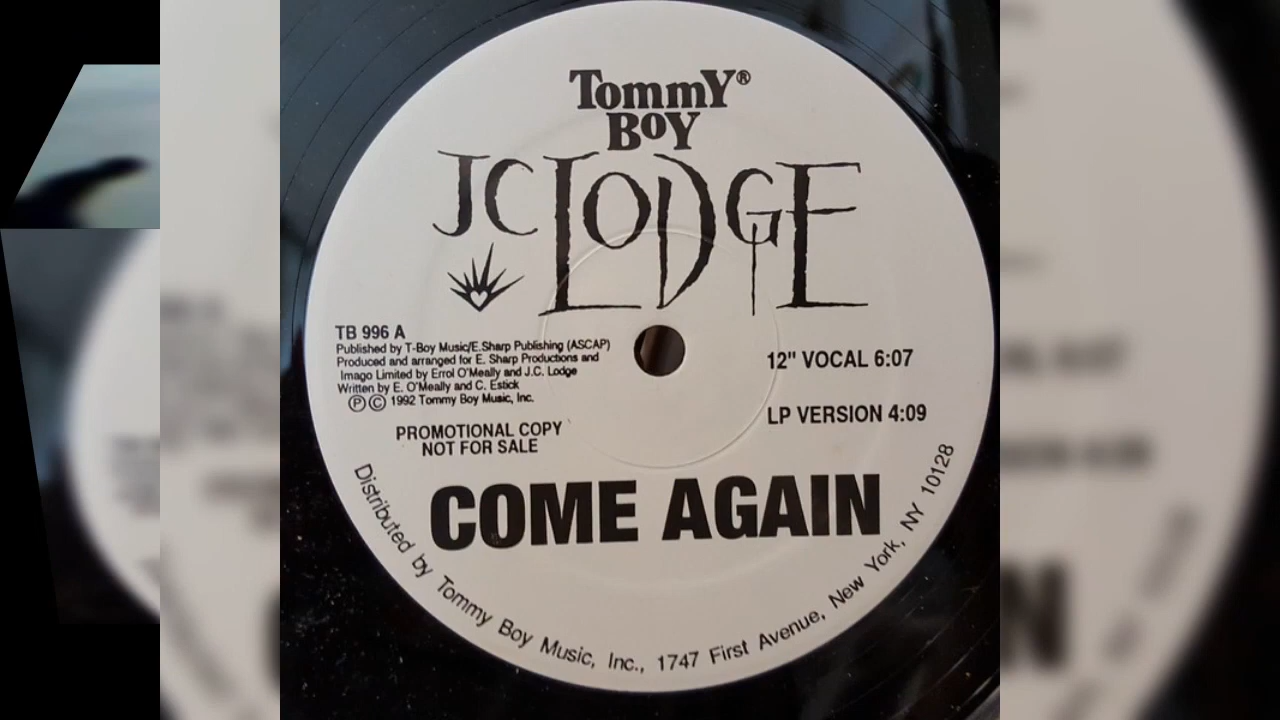 Tommy®
Boy
JC LODGE
TB 996 A
Published by T-Boy Music/E.Sharp Publishing (ASCAP)
Produced and arranged for E. Sharp Productions and
Imago Limited by Errol O'Meally and J.C. Lodge
Written by E. O'Meally and C. Estick
Ⓟ Ⓒ 1992 Tommy Boy Music, Inc.
PROMOTIONAL COPY
NOT FOR SALE
12" VOCAL 6:07
LP VERSION 4:09
COME AGAIN
Distributed by Tommy Boy Music, Inc., 1747 First Avenue, New York, NY 10128